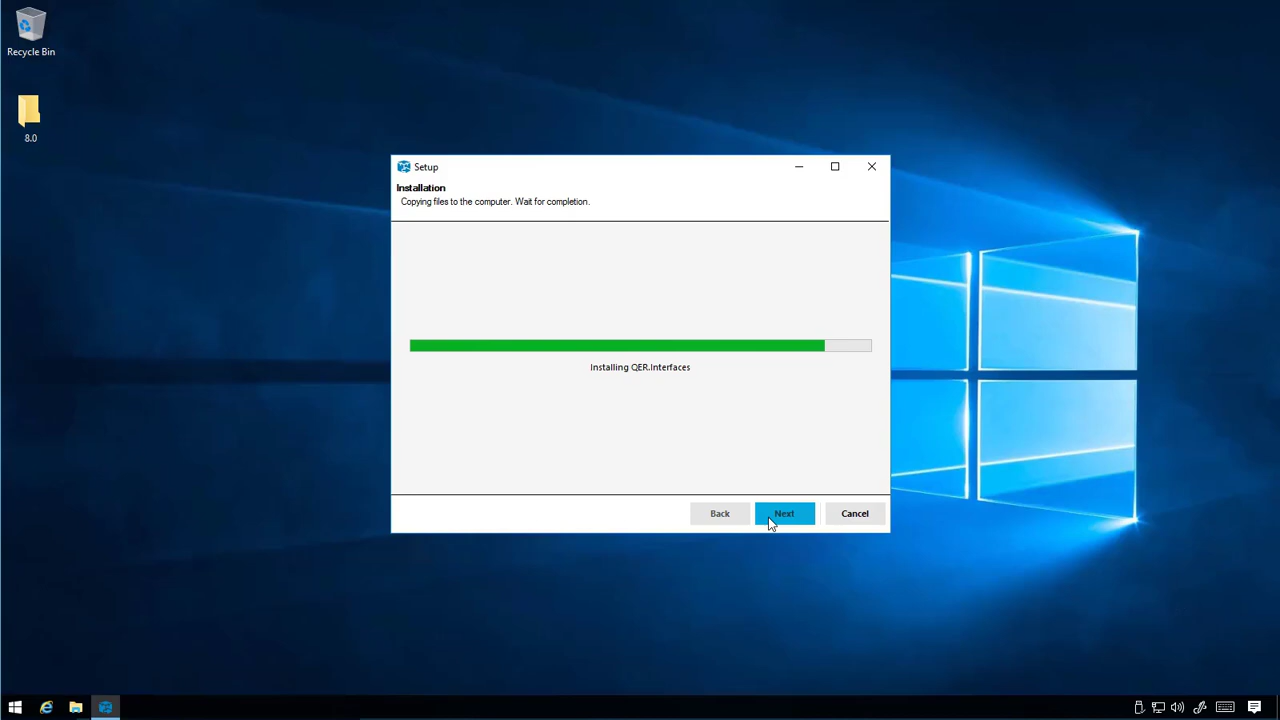 Recycle Bin
8.0
Setup
Installation
Copying files to the computer. Wait for completion.
Installing QER.Interfaces
Back
Next
Cancel